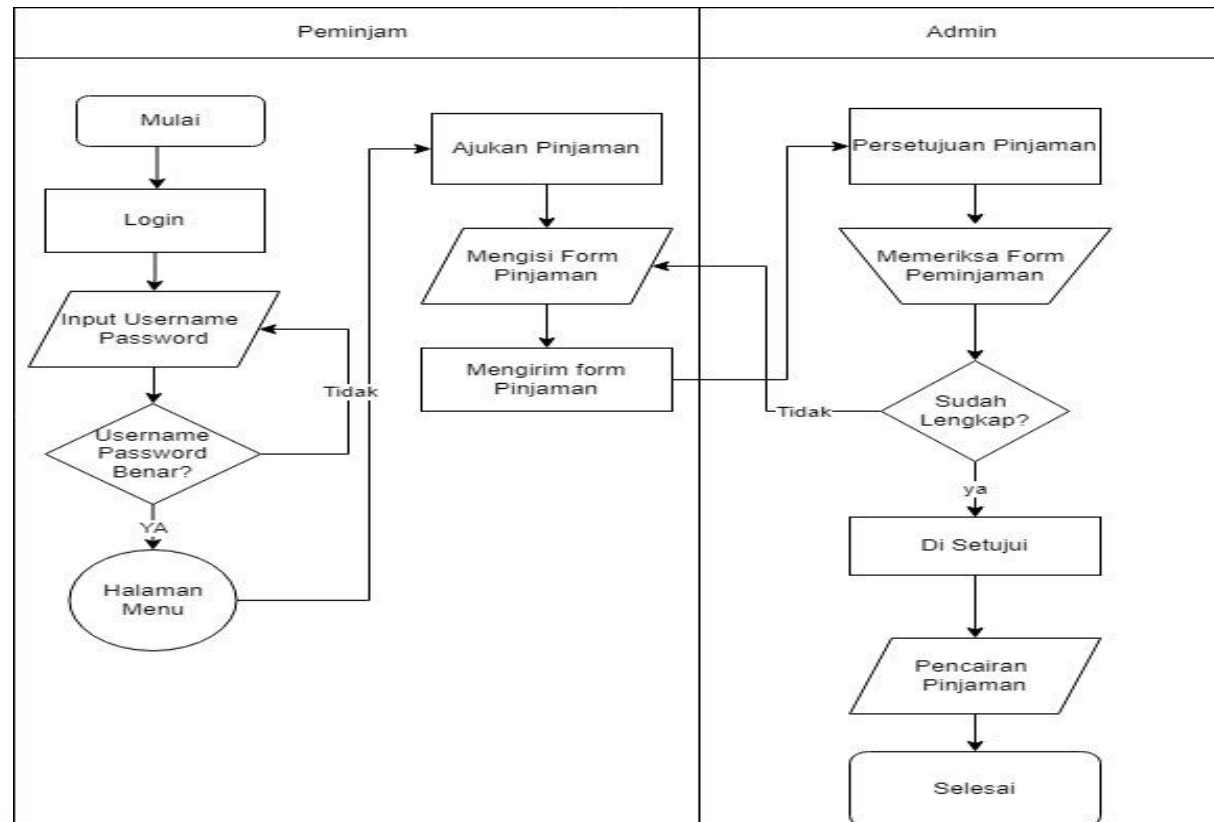 Peminjam
Admin
Mulai
Login
Input Username
Password
Username
Password
Benar?
Tidak
YA
Halaman
Menu
Ajukan Pinjaman
Mengisi Form
Pinjaman
Mengirim form
Pinjaman
Persetujuan Pinjaman
Memeriksa Form
Peminjaman
Sudah
Lengkap?
Tidak
ya
Di Setujui
Pencairan
Pinjaman
Selesai